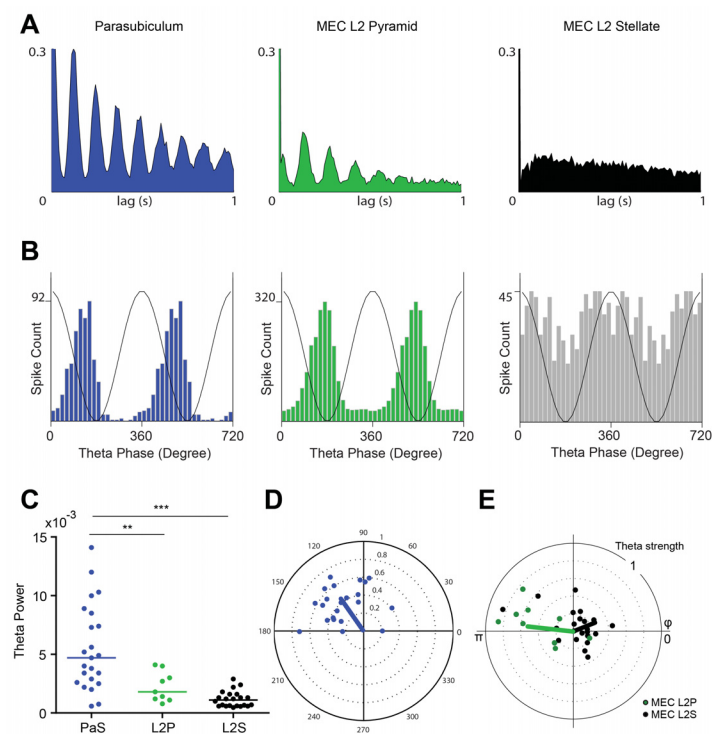 A
Parasubiculum
MEC L2 Pyramid
MEC L2 Stellate
0.3
0.3
0.3
0
lag (s)
1
0
lag (s)
1
0
lag (s)
1
B
92
Spike Count
0
360
720
Theta Phase (Degree)
320
Spike Count
0
360
720
Theta Phase (Degree)
45
Spike Count
0
360
720
Theta Phase (Degree)
C
x10-3
***
**
15
10
5
0
Theta Power
PaS
L2P
L2S
D
90
60
30
0
330
300
270
240
210
180
150
120
1
0.8
0.6
0.4
0.2
E
Theta strength
1
π
φ
0
MEC L2P
MEC L2S